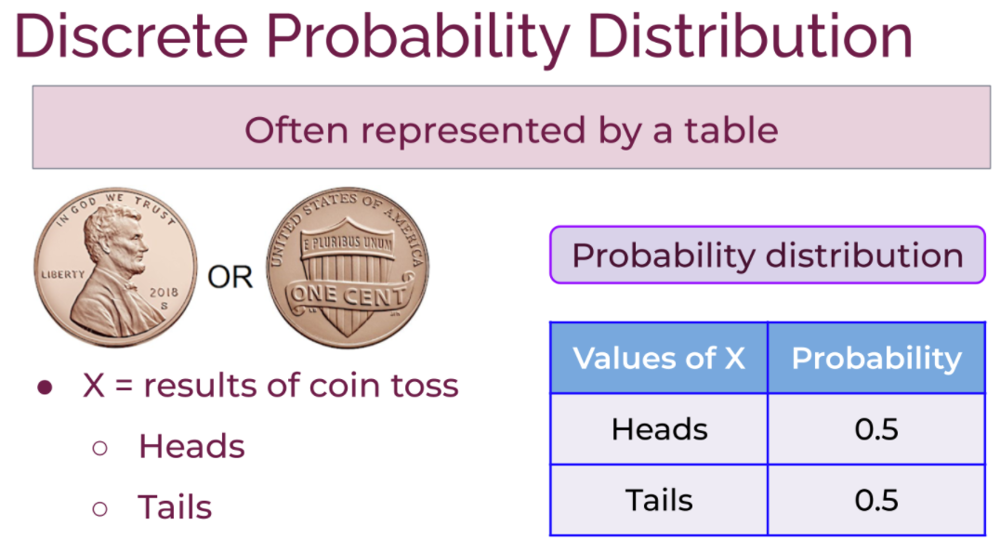 Discrete Probability Distribution
Often represented by a table
IN GOD WE TRUST
LIBERTY
2018
S
OR
UNITED STATES OF AMERICA
E PLURIBUS UNUM
ONE CENT
● X = results of coin toss
○ Heads
○ Tails
Probability distribution
Values of X Probability
Heads 0.5
Tails 0.5